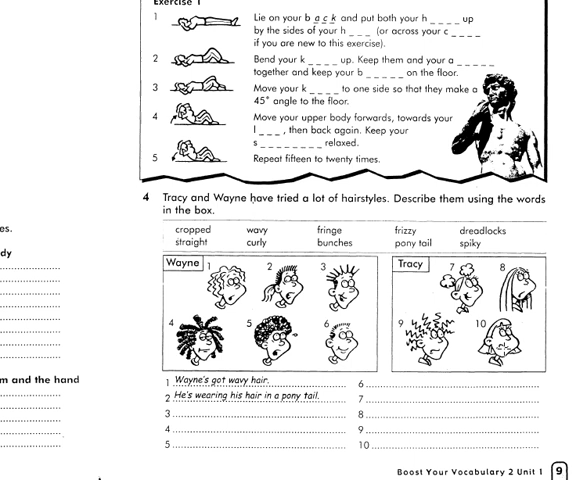 Exercise 1
1 Lie on your b a c k and put both your h _ _ _ _ up
by the sides of your h _ _ _ (or across your c _ _ _ _
if you are new to this exercise).
2 Bend your k _ _ _ _ up. Keep them and your a _ _ _ _ _
together and keep your b _ _ _ _ _ on the floor.
3 Move your k _ _ _ _ to one side so that they make a
45° angle to the floor.
4 Move your upper body forwards, towards your
l _ _ _ , then back again. Keep your
s _ _ _ _ _ _ _ _ relaxed.
5 Repeat fifteen to twenty times.
4 Tracy and Wayne have tried a lot of hairstyles. Describe them using the words
in the box.
es.
cropped wavy fringe frizzy dreadlocks
straight curly bunches pony tail spiky
dy
Wayne 1 2 3 Tracy 7 8
4 5 6 9 10
m and the hand
1 Wayne's got wavy hair. 6
2 He's wearing his hair in a pony tail. 7
3 8
4 9
5 10
Boost Your Vocabulary 2 Unit 1 9